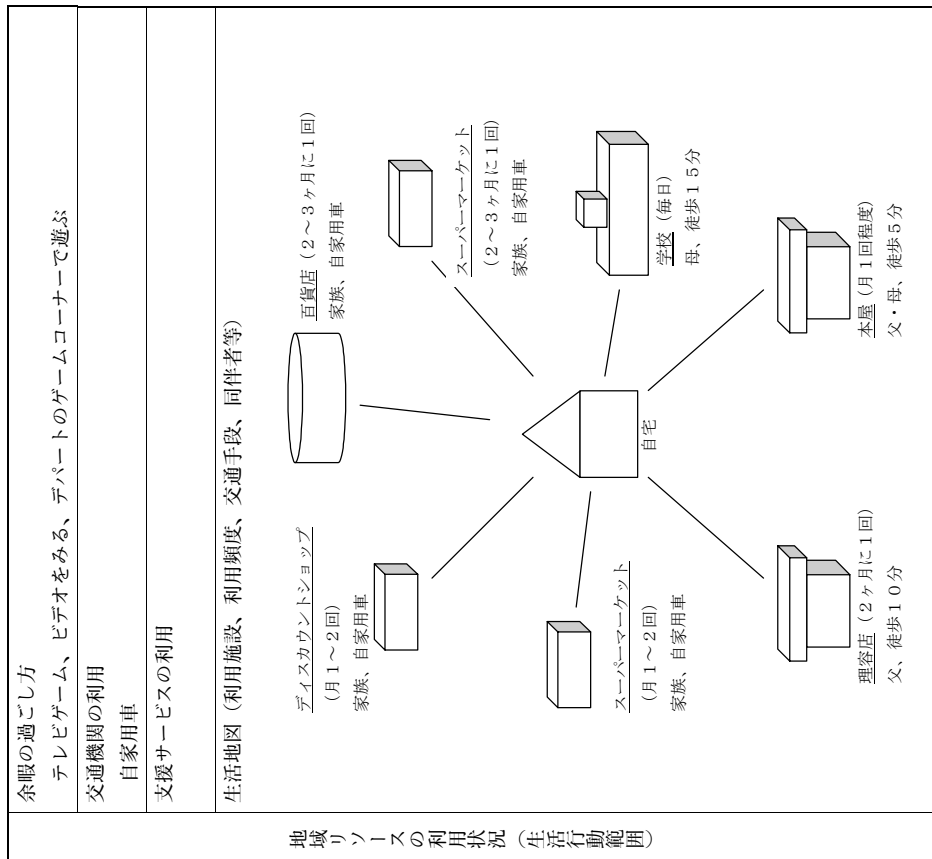 地域リソースの利用状況（生活行動範囲）
余暇の過ごし方
テレビゲーム、ビデオをみる、デパートのゲームコーナーで遊ぶ
交通機関の利用
自家用車
支援サービスの利用
生活地図（利用施設、利用頻度、交通手段、同伴者等）
ディスカウントショップ
（月１～２回）
家族、自家用車
百貨店（２～３ヶ月に１回）
家族、自家用車
スーパーマーケット
（２～３ヶ月に１回）
家族、自家用車
スーパーマーケット
（月１～２回）
家族、自家用車
自宅
学校（毎日）
母、徒歩１５分
理容店（２ヶ月に１回）
父、徒歩１０分
本屋（月１回程度）
父・母、徒歩５分